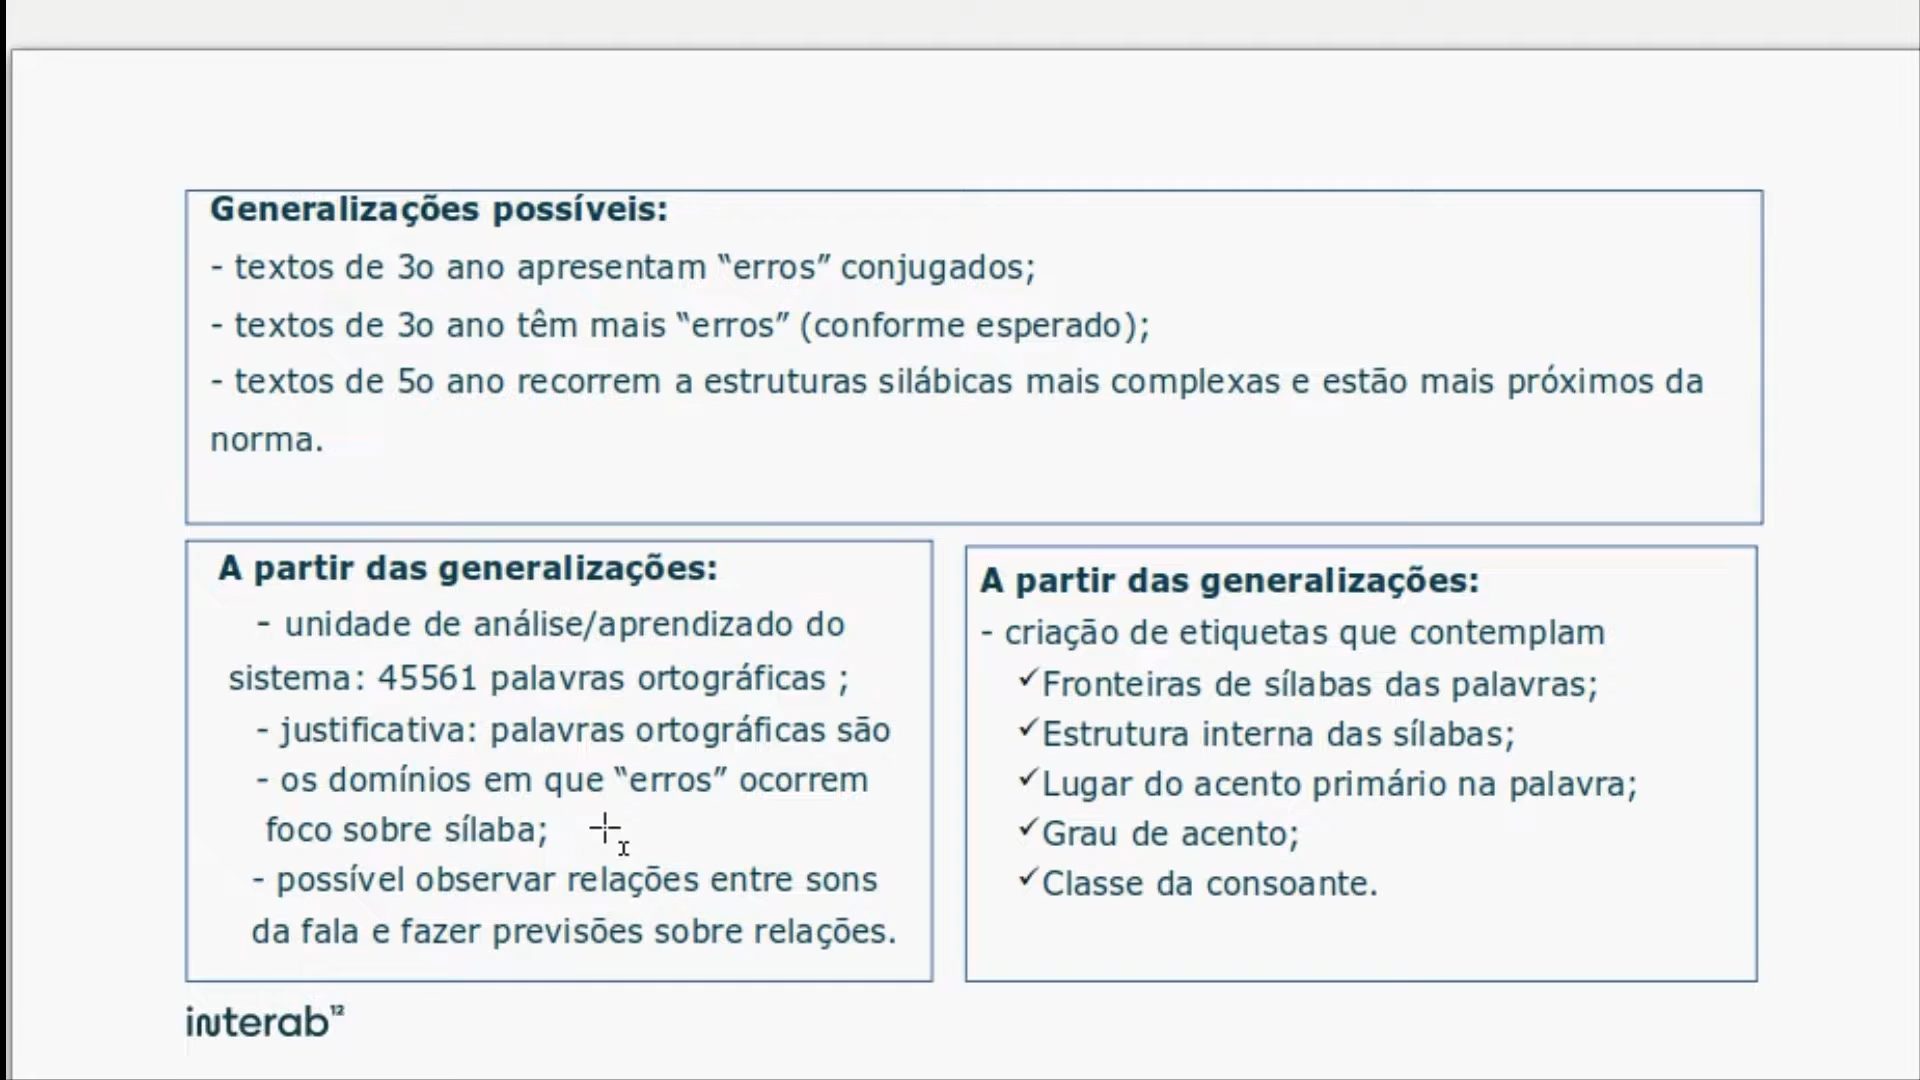 Generalizações possíveis:
- textos de 3o ano apresentam “erros” conjugados;
- textos de 3o ano têm mais “erros” (conforme esperado);
- textos de 5o ano recorrem a estruturas silábicas mais complexas e estão mais próximos da
norma.
A partir das generalizações:
- unidade de análise/aprendizado do
sistema: 45561 palavras ortográficas ;
- justificativa: palavras ortográficas são
- os domínios em que “erros” ocorrem
foco sobre sílaba;
- possível observar relações entre sons
da fala e fazer previsões sobre relações.
A partir das generalizações:
- criação de etiquetas que contemplam
✓Fronteiras de sílabas das palavras;
✓Estrutura interna das sílabas;
✓Lugar do acento primário na palavra;
✓Grau de acento;
✓Classe da consoante.
interab¹²